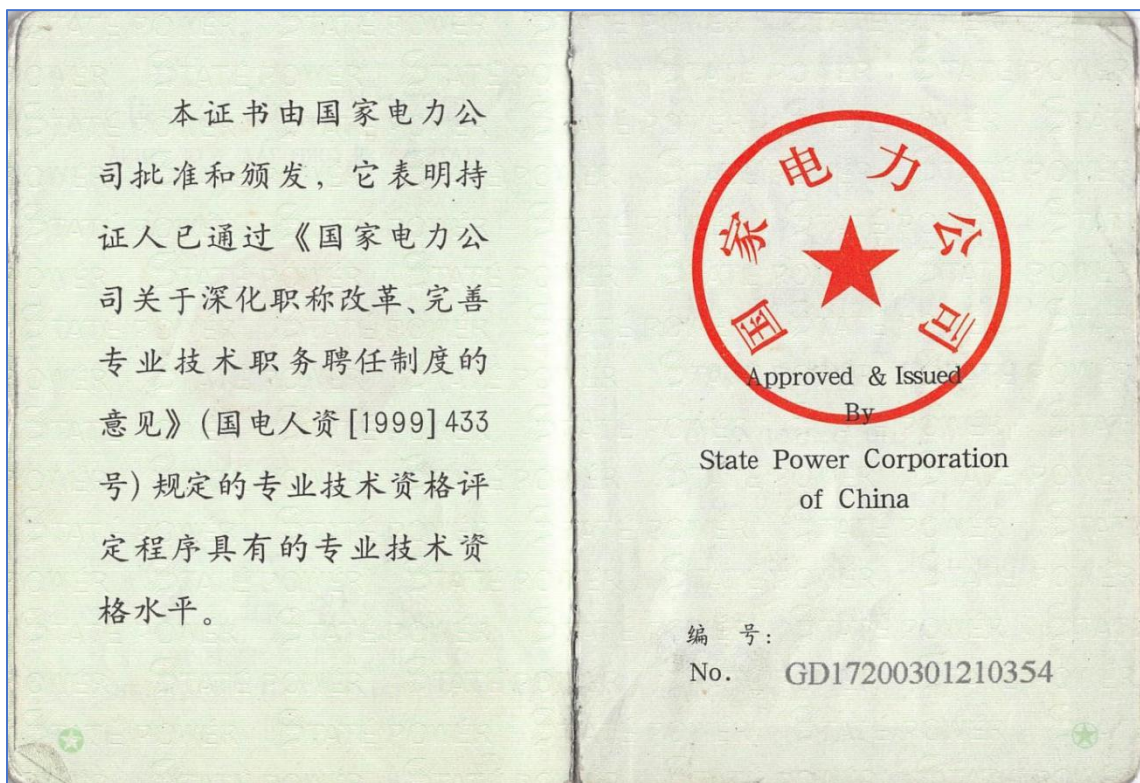 本证书由国家电力公
司批准和颁发，它表明持
证人已通过《国家电力公
司关于深化职称改革、完善
专业技术职务聘任制度的
意见》(国电人资[1999]433
号)规定的专业技术资格评
定程序具有的专业技术资
格水平。
国家电力公司
Approved & Issued
By
State Power Corporation
of China
编 号：
No. GD17200301210354